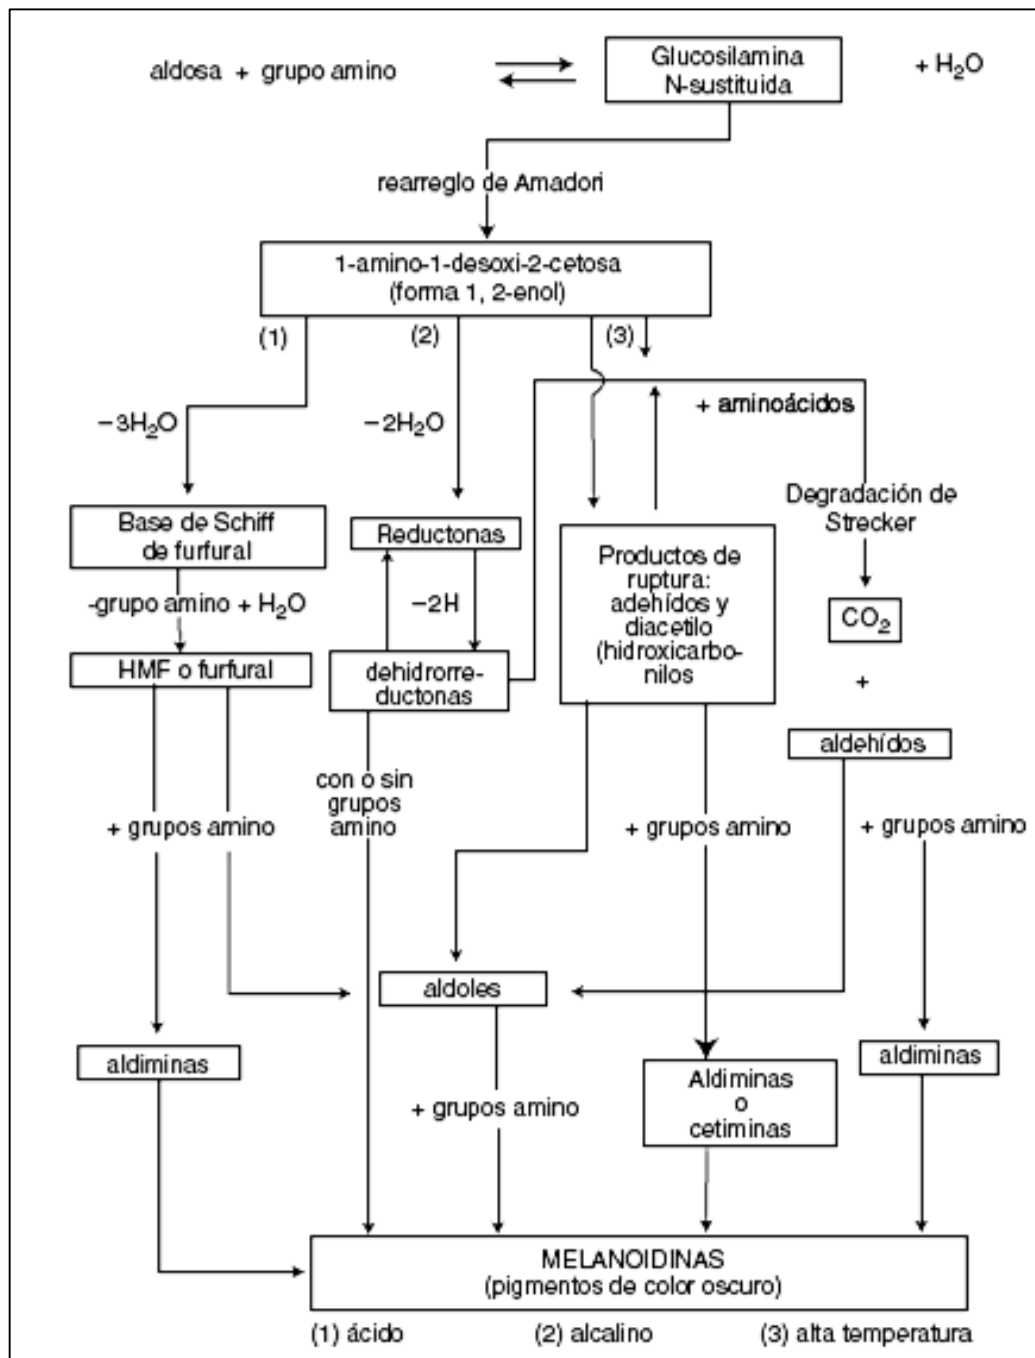 aldosa + grupo amino
Glucosilamina
N-sustituida
+ H₂O
rearreglo de Amadori
1-amino-1-desoxi-2-cetosa
(forma 1, 2-enol)
(1)
(2)
(3)
−3H₂O
−2H₂O
+ aminoácidos
Degradación de
Strecker
Base de Schiff
de furfural
Reductonas
Productos de
ruptura:
adehídos y
diacetilo
(hidroxicarbo-
nilos
-grupo amino + H₂O
−2H
CO₂
HMF o furfural
dehidrorre-
ductonas
+
aldehídos
con o sin
grupos
amino
+ grupos amino
+ grupos amino
+ grupos amino
aldoles
aldiminas
Aldiminas
o
cetiminas
aldiminas
+ grupos amino
MELANOIDINAS
(pigmentos de color oscuro)
(1) ácido
(2) alcalino
(3) alta temperatura